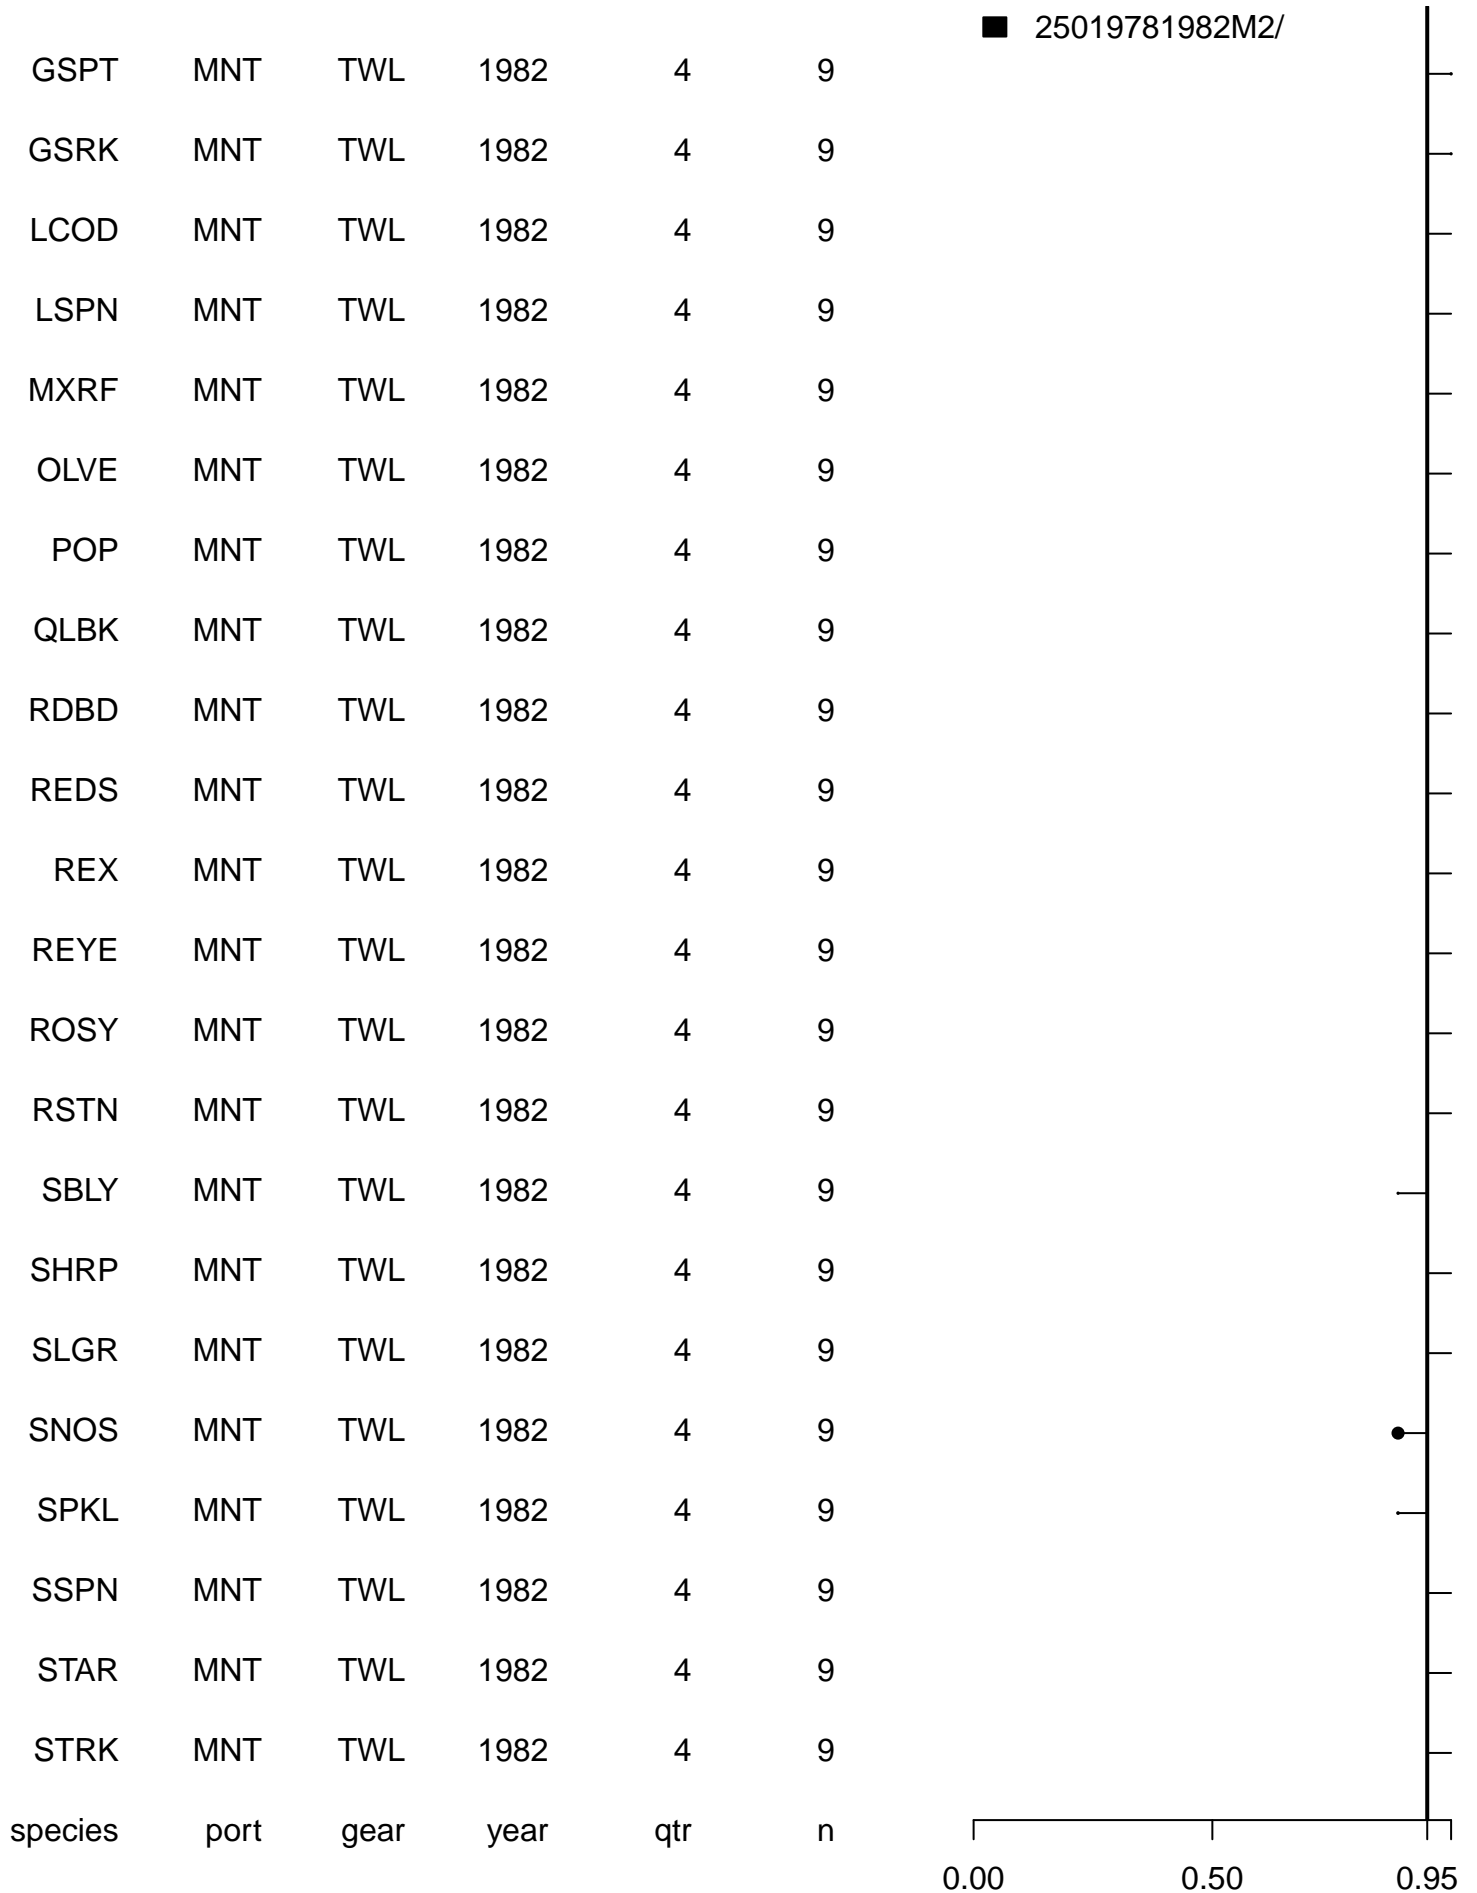 25019781982M2/
GSPT MNT TWL 1982 4 9
GSRK MNT TWL 1982 4 9
LCOD MNT TWL 1982 4 9
LSPN MNT TWL 1982 4 9
MXRF MNT TWL 1982 4 9
OLVE MNT TWL 1982 4 9
POP MNT TWL 1982 4 9
QLBK MNT TWL 1982 4 9
RDBD MNT TWL 1982 4 9
REDS MNT TWL 1982 4 9
REX MNT TWL 1982 4 9
REYE MNT TWL 1982 4 9
ROSY MNT TWL 1982 4 9
RSTN MNT TWL 1982 4 9
SBLY MNT TWL 1982 4 9
SHRP MNT TWL 1982 4 9
SLGR MNT TWL 1982 4 9
SNOS MNT TWL 1982 4 9
SPKL MNT TWL 1982 4 9
SSPN MNT TWL 1982 4 9
STAR MNT TWL 1982 4 9
STRK MNT TWL 1982 4 9
species port gear year qtr n
0.00 0.50 0.95